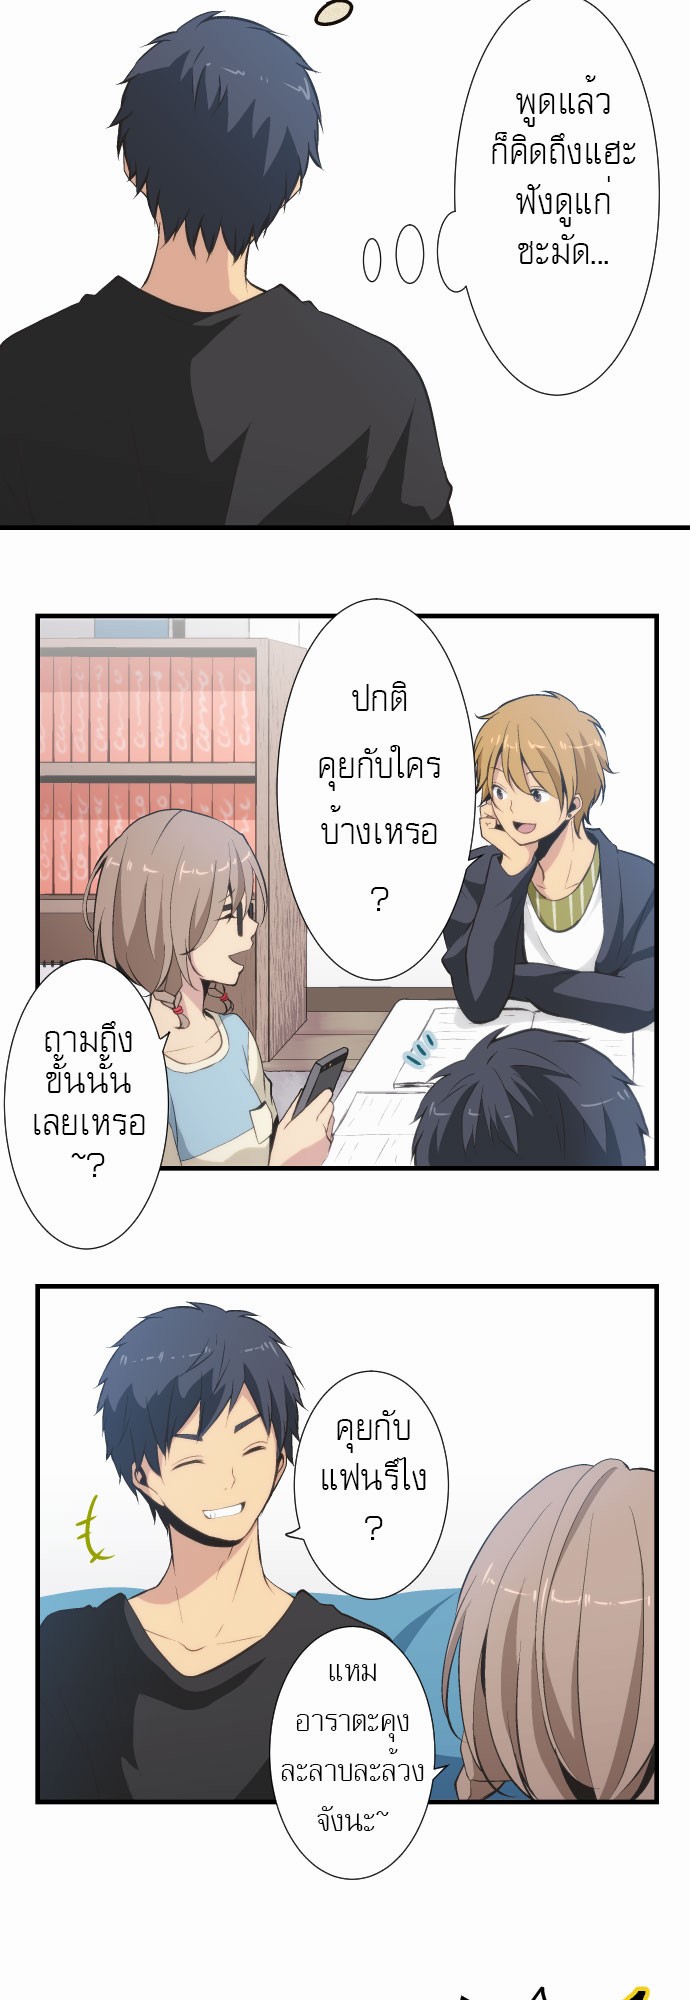 พูดแล้ว
ก็คิดถึงแฮะ
ฟังดูแก่
ชะมัด...
ปกติ
คุยกับใคร
บ้างเหรอ
?
ถามถึง
ขั้นนั้น
เลยเหรอ
~?
คุยกับ
แฟนรึไง
?
แหม
อาราตะคุง
ละลาบละล้วง
จังนะ~